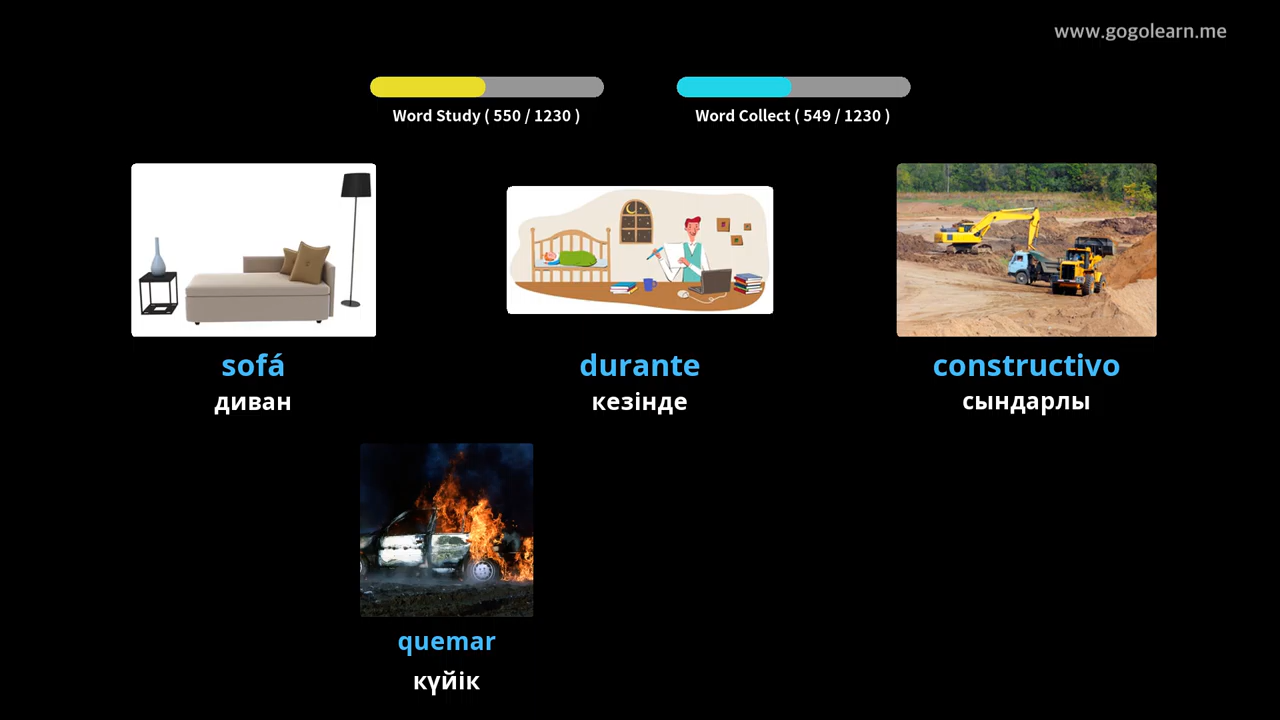 www.gogolearn.me
Word Study ( 550 / 1230 )
Word Collect ( 549 / 1230 )
sofá
диван
durante
кезінде
constructivo
сындарлы
quemar
күйік